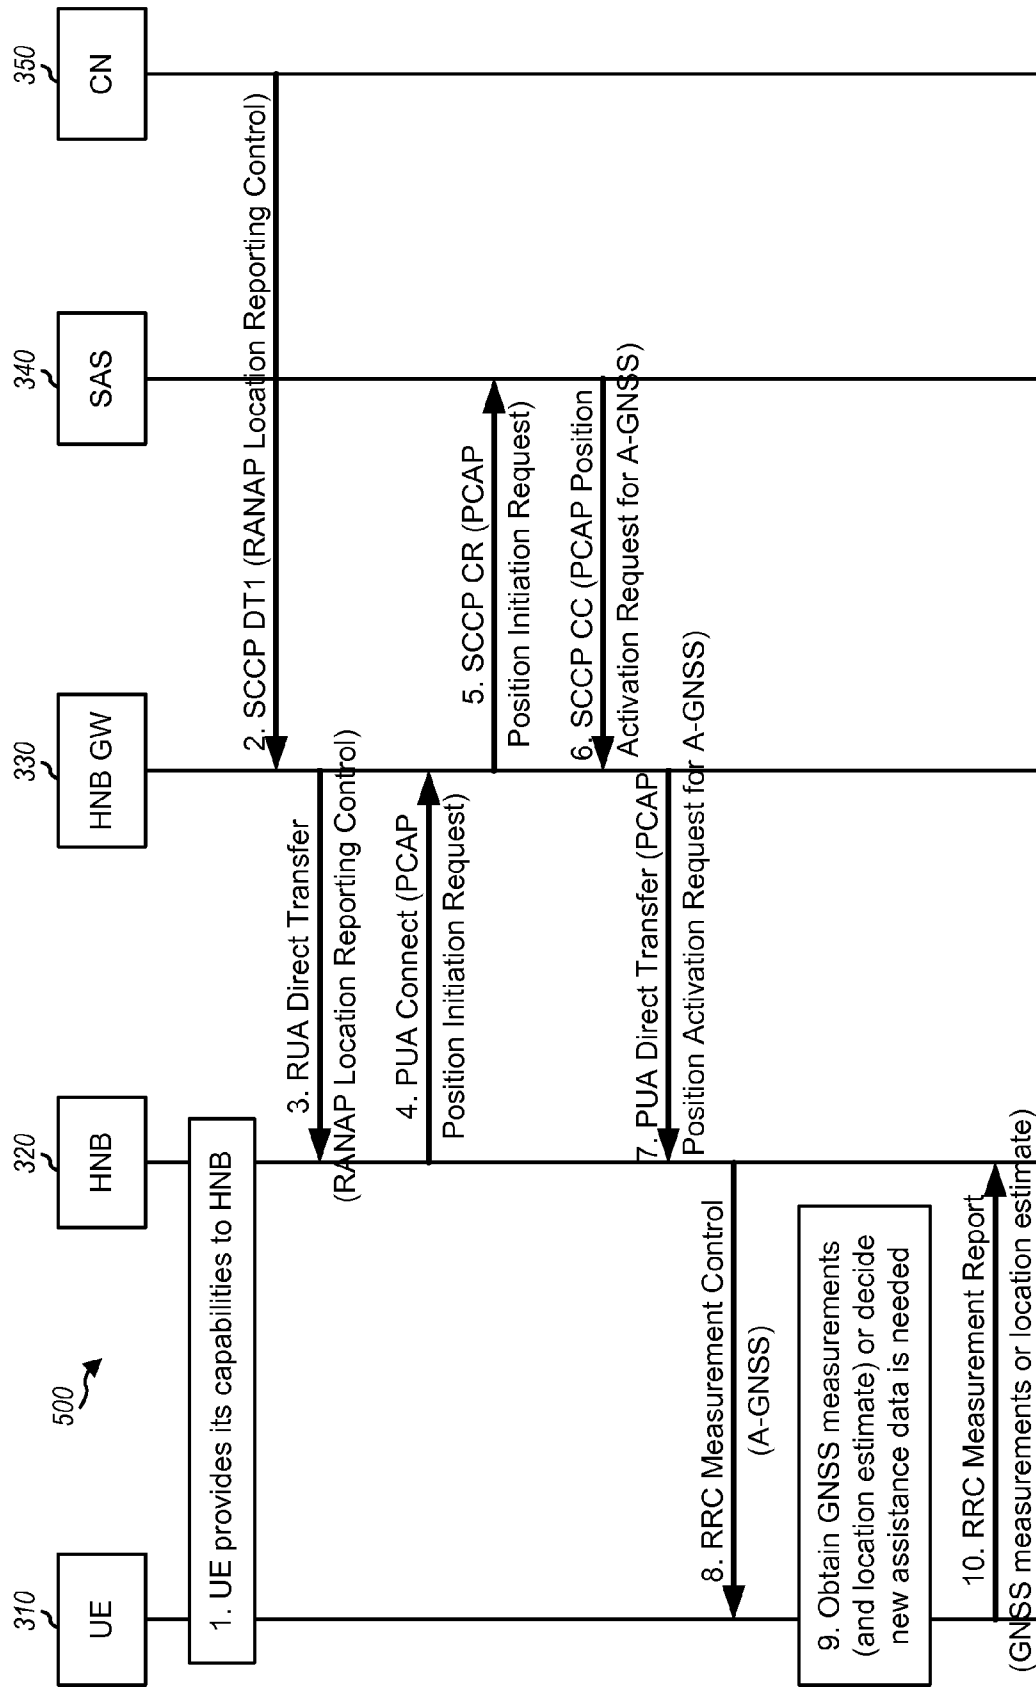 500
310
UE
320
HNB
330
HNB GW
340
SAS
350
CN
1. UE provides its capabilities to HNB
2. SCCP DT1 (RANAP Location Reporting Control)
3. RUA Direct Transfer
(RANAP Location Reporting Control)
4. PUA Connect (PCAP
Position Initiation Request)
5. SCCP CR (PCAP
Position Initiation Request)
6. SCCP CC (PCAP Position
Activation Request for A-GNSS)
7. PUA Direct Transfer (PCAP
Position Activation Request for A-GNSS)
8. RRC Measurement Control
(A-GNSS)
9. Obtain GNSS measurements
(and location estimate) or decide
new assistance data is needed
10. RRC Measurement Report
(GNSS measurements or location estimate)